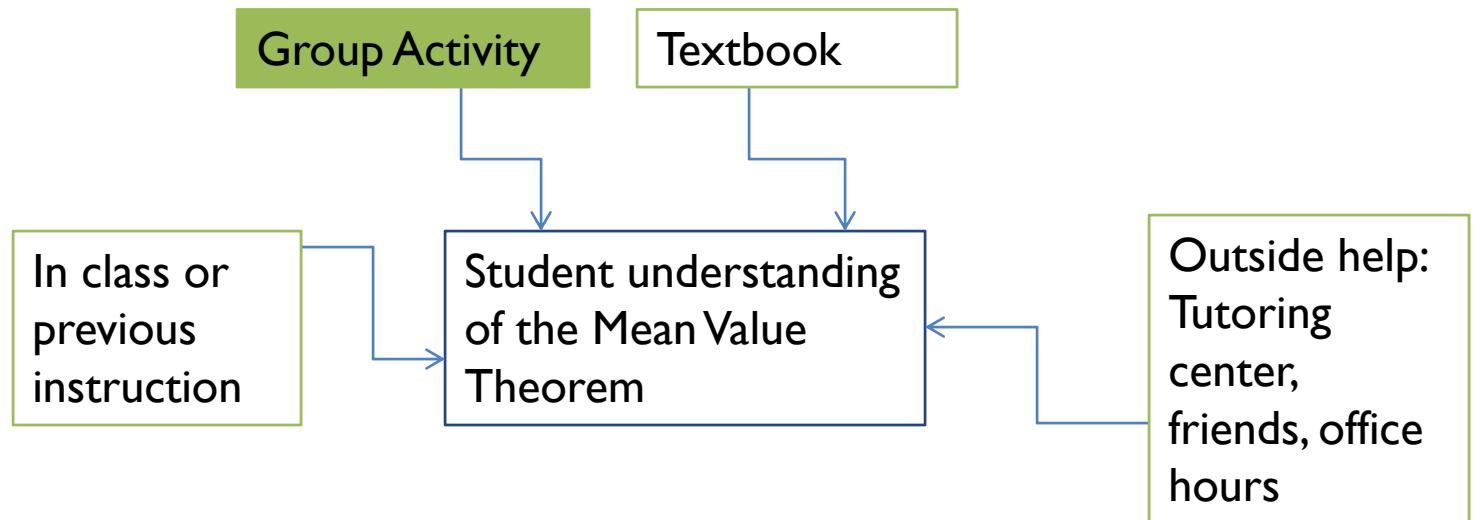 Group Activity
Textbook
In class or
previous
instruction
Student understanding
of the Mean Value
Theorem
Outside help:
Tutoring
center,
friends, office
hours